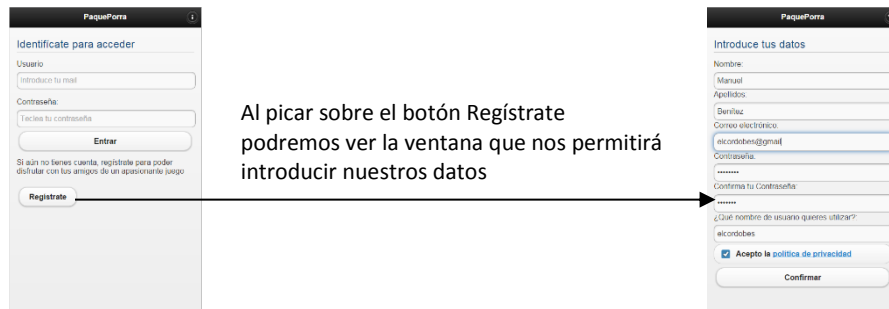 PaquePorra
Identifícate para acceder
Usuario
Introduce tu mail
Contraseña:
Teclea tu contraseña
Entrar
Si aún no tienes cuenta, regístrate para poder
disfrutar con tus amigos de un apasionante juego
Regístrate
Al picar sobre el botón Regístrate
podremos ver la ventana que nos permitirá
introducir nuestros datos
PaquePorra
Introduce tus datos
Nombre:
Manuel
Apellidos:
Benítez
Correo electrónico:
elcordobes@gmail
Contraseña:
••••••••
Confirma tu Contraseña:
•••••••
¿Qué nombre de usuario quieres utilizar?:
elcordobes
Acepto la política de privacidad
Confirmar